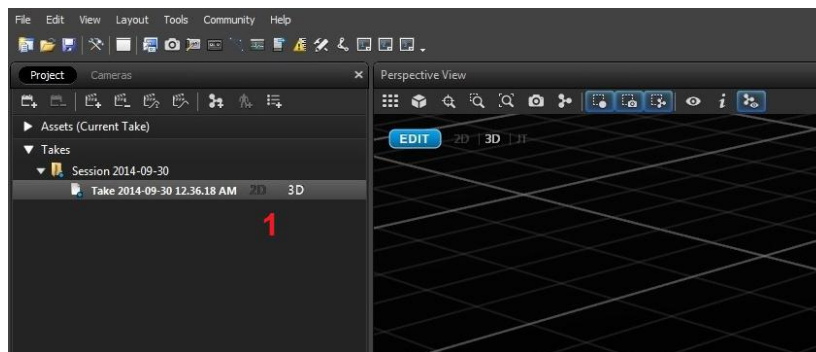 File Edit View Layout Tools Community Help
Project Cameras
Perspective View
Assets (Current Take)
EDIT 2D | 3D | JT
Takes
Session 2014-09-30
Take 2014-09-30 12.36.18 AM 2D 3D
1